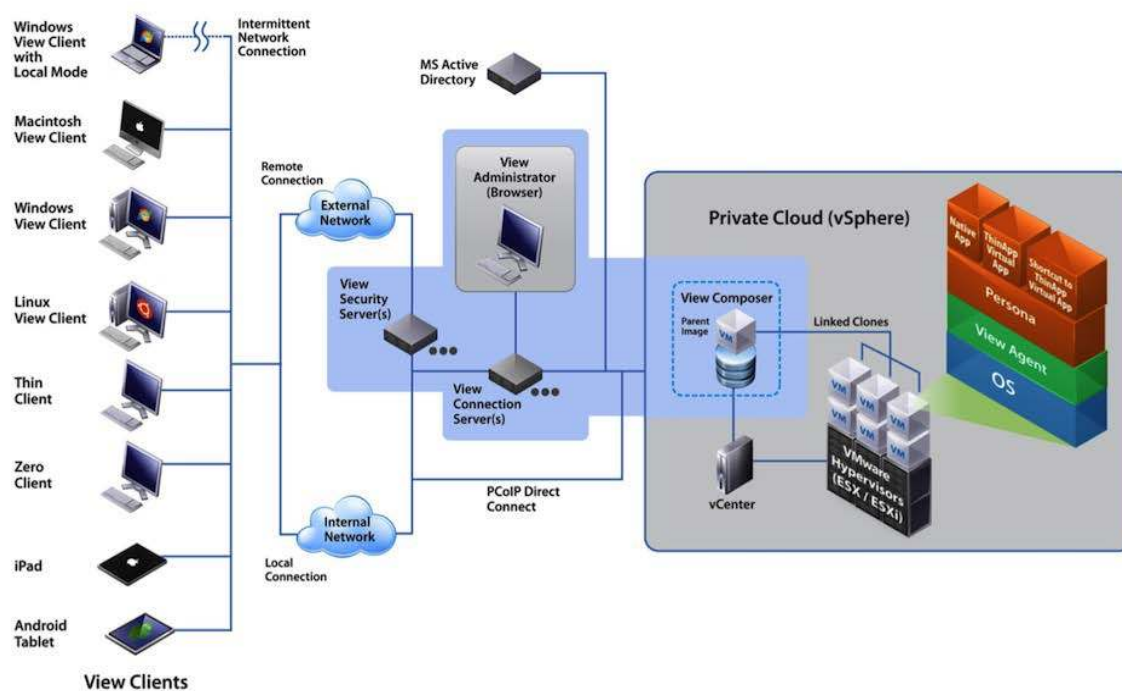 Windows
View Client
with
Local Mode
Intermittent
Network
Connection
Macintosh
View Client
Windows
View Client
Linux
View Client
Thin
Client
Zero
Client
iPad
Android
Tablet
View Clients
Remote
Connection
External
Network
Internal
Network
Local
Connection
MS Active
Directory
View
Administrator
(Browser)
View
Security
Server(s)
View
Connection
Server(s)
PCoIP Direct
Connect
Private Cloud (vSphere)
View Composer
Parent
Image
VM
Linked Clones
vCenter
VM
VM
VM
VM
VM
VM
VMware
Hypervisors
(ESX / ESXi)
Native
App
ThinApp
Virtual
App
Shortcut to
ThinApp
Virtual App
Persona
View Agent
OS